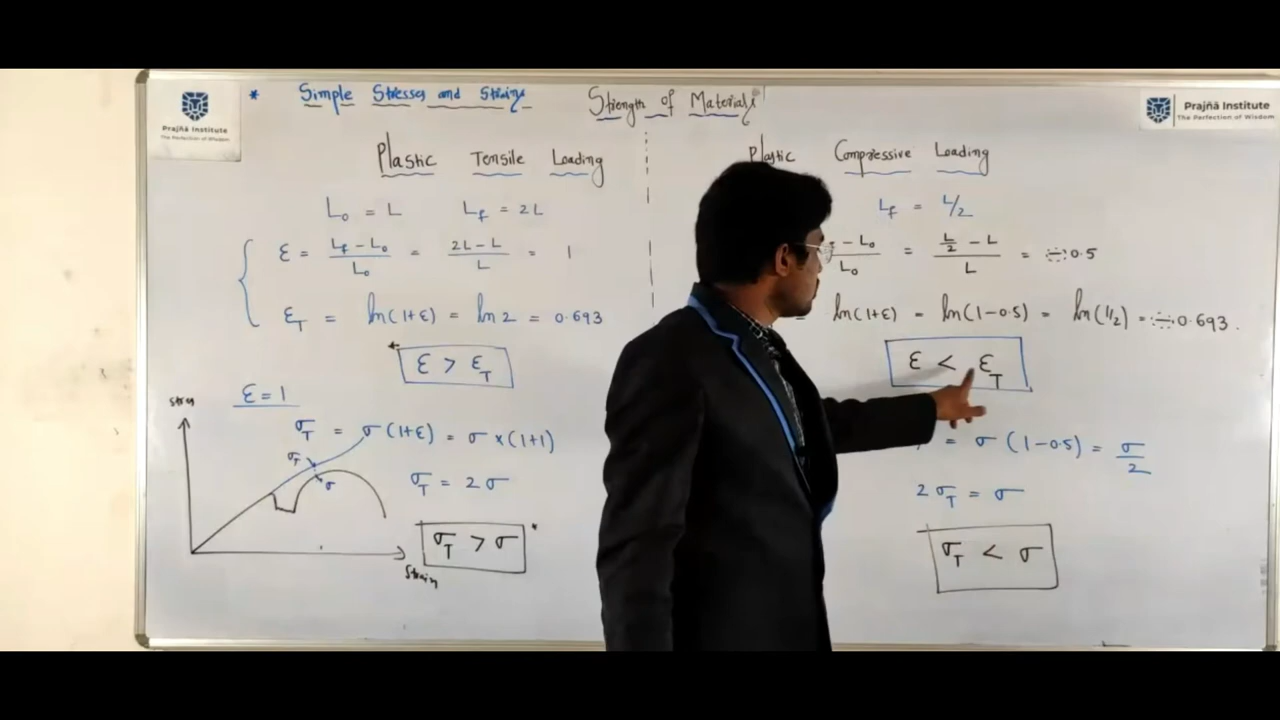 Prajñā Institute
The Perfection of Wisdom
* Simple Stresses and Strains
Strength of Materials
Prajñā Institute
The Perfection of Wisdom
Plastic Tensile Loading
L₀ = L L_f = 2L
ε = (L_f - L₀)/L₀ = (2L - L)/L = 1
ε_T = ln(1+ε) = ln 2 = 0.693
ε > ε_T
ε = 1
σ_T = σ(1+ε) = σ × (1+1)
σ_T = 2σ
σ_T > σ *
Stress
σ_T
σ
Strain
Plastic Compressive Loading
L_f = L/2
- L₀ / L₀ = (L/2 - L)/L = -0.5
= ln(1+ε) = ln(1-0.5) = ln(1/2) = -0.693.
ε < ε_T
= σ (1-0.5) = σ/2
2σ_T = σ
σ_T < σ